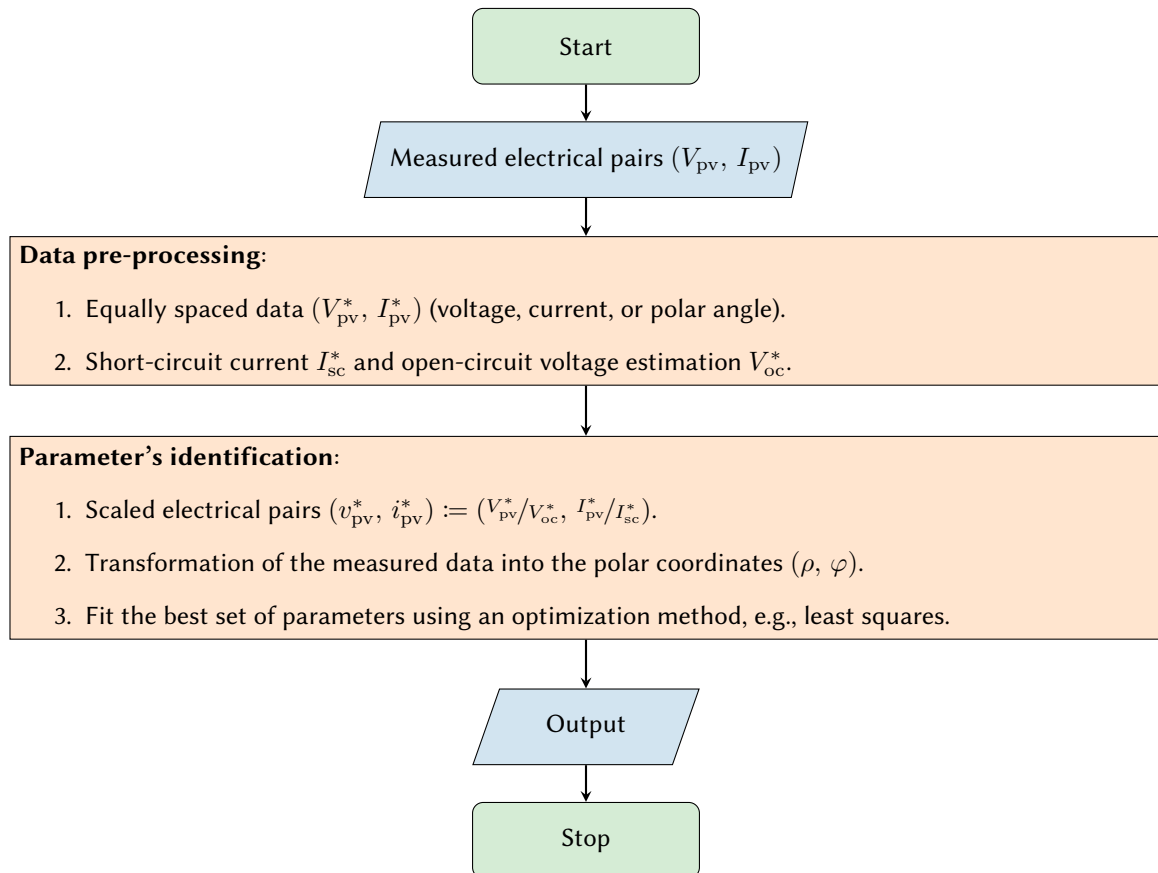 Start
Measured electrical pairs (V_pv, I_pv)
Data pre-processing:
1. Equally spaced data (V*_pv, I*_pv) (voltage, current, or polar angle).
2. Short-circuit current I*_sc and open-circuit voltage estimation V*_oc.
Parameter's identification:
1. Scaled electrical pairs (v*_pv, i*_pv) := (V*_pv/V*_oc, I*_pv/I*_sc).
2. Transformation of the measured data into the polar coordinates (ρ, φ).
3. Fit the best set of parameters using an optimization method, e.g., least squares.
Output
Stop